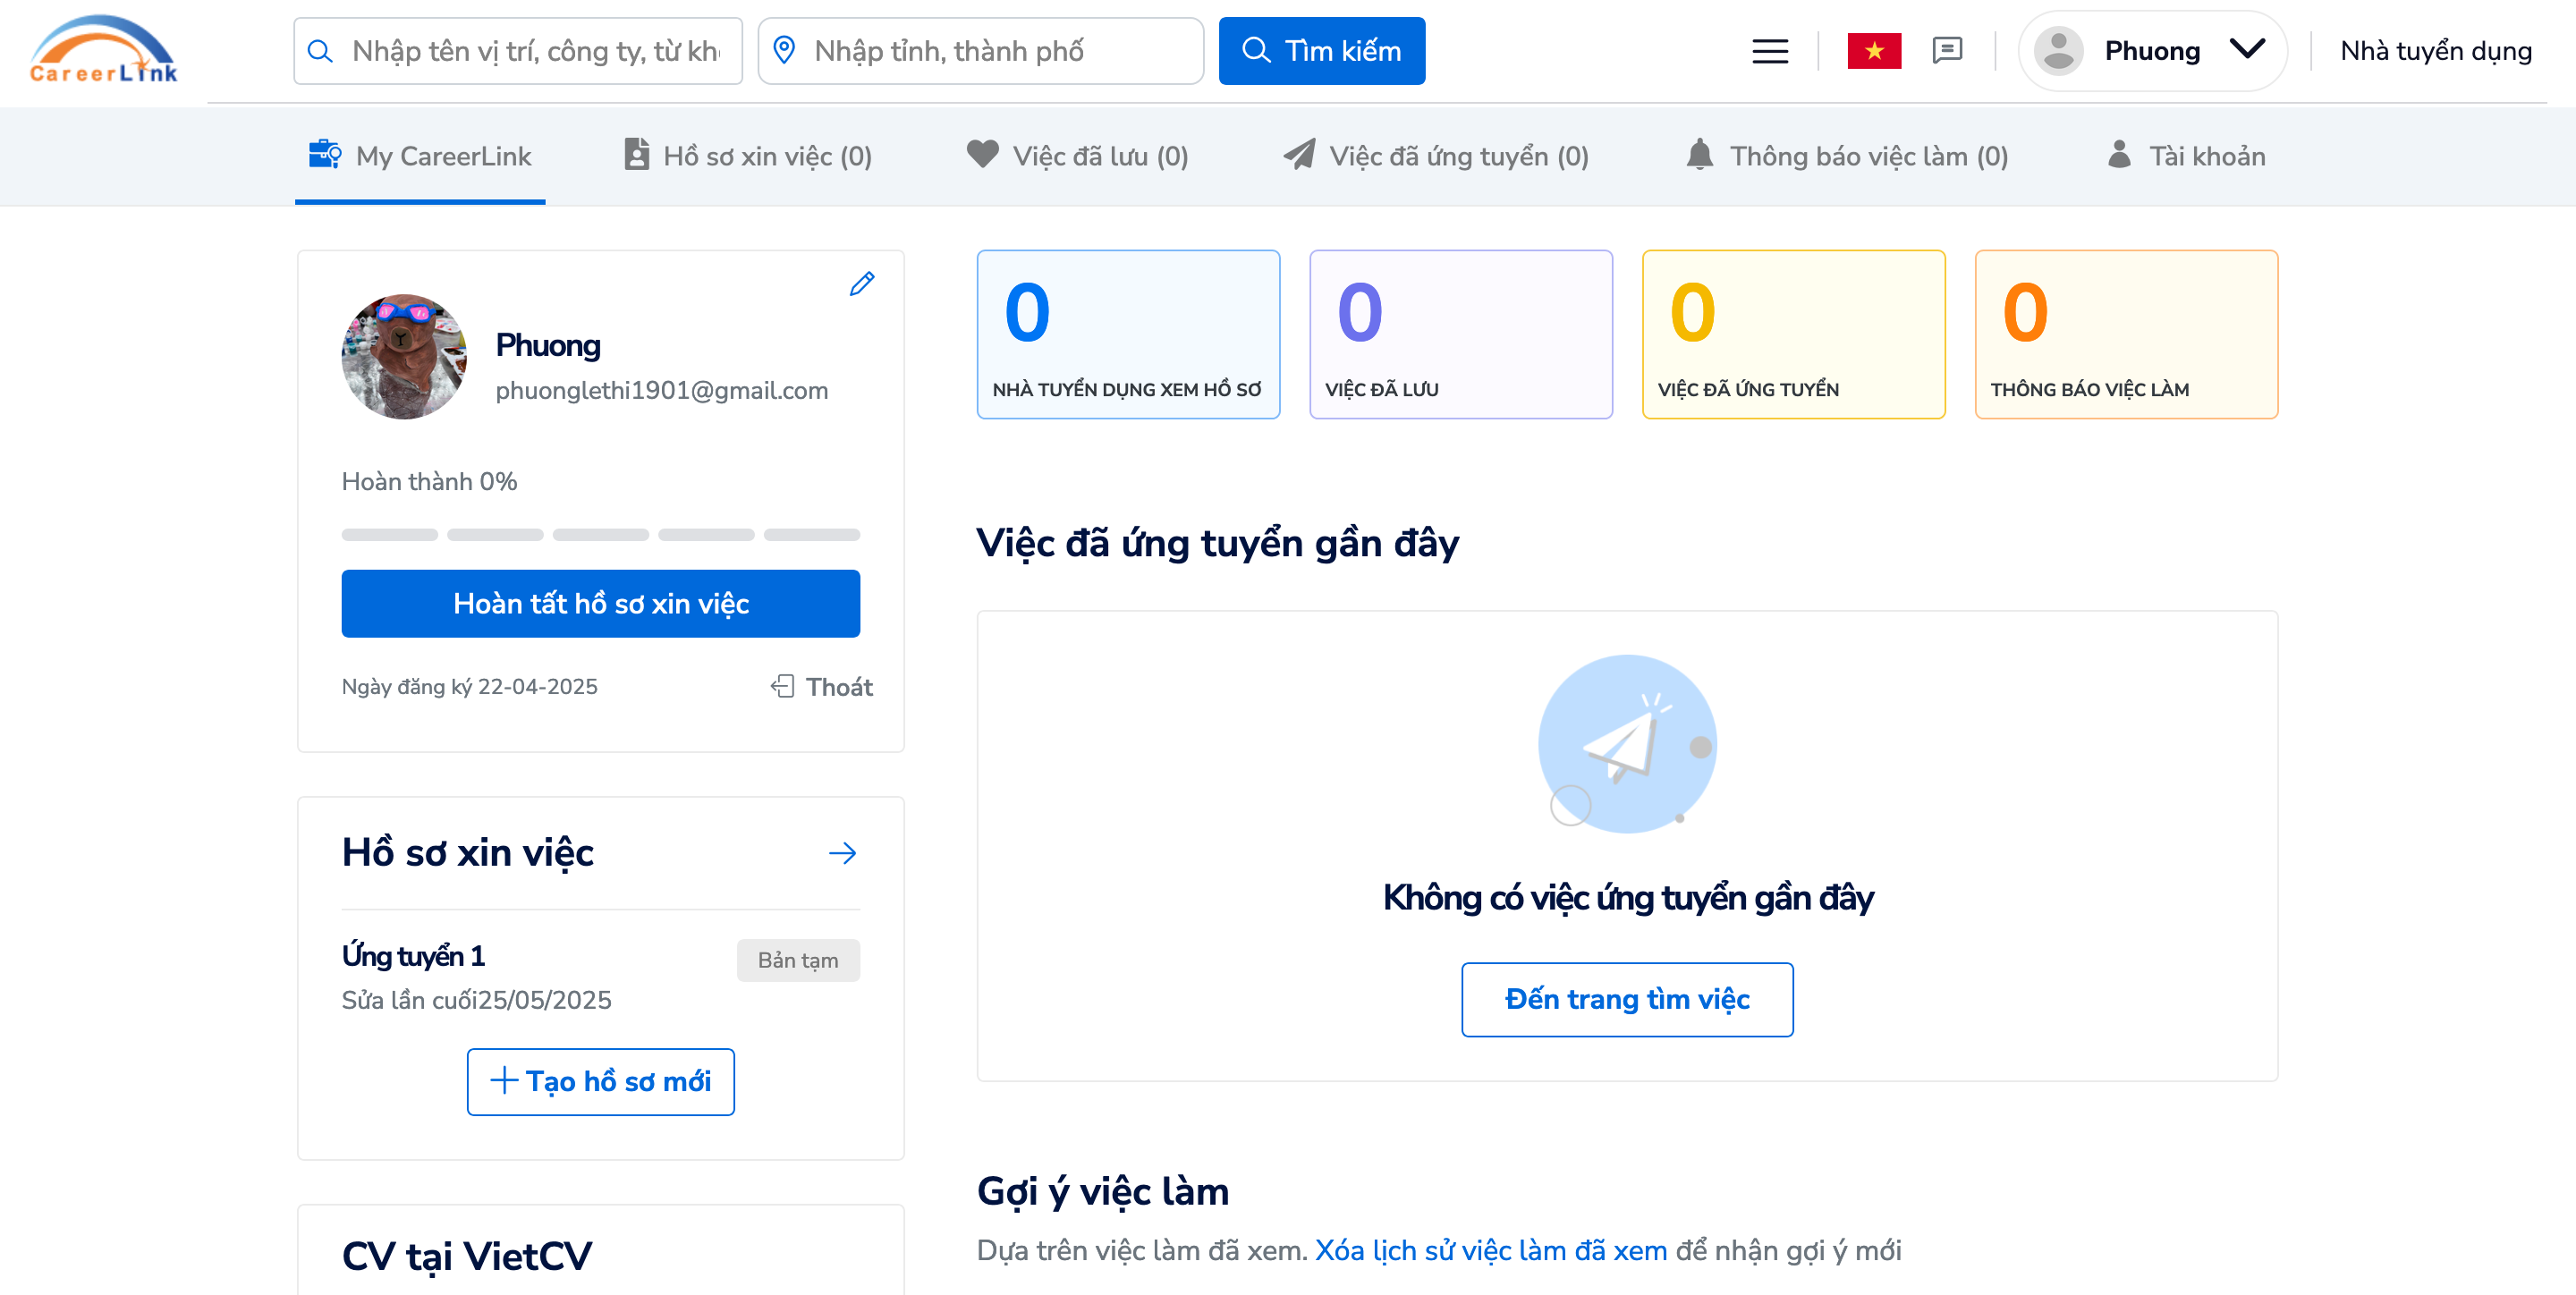 CareerLink
Nhập tên vị trí, công ty, từ kh
Nhập tỉnh, thành phố
Tìm kiếm
Phuong
Nhà tuyển dụng
My CareerLink
Hồ sơ xin việc (0)
Việc đã lưu (0)
Việc đã ứng tuyển (0)
Thông báo việc làm (0)
Tài khoản
Phuong
phuonglethi1901@gmail.com
Hoàn thành 0%
Hoàn tất hồ sơ xin việc
Ngày đăng ký 22-04-2025
Thoát
Hồ sơ xin việc
Ứng tuyển 1
Bản tạm
Sửa lần cuối25/05/2025
Tạo hồ sơ mới
CV tại VietCV
0
NHÀ TUYỂN DỤNG XEM HỒ SƠ
0
VIỆC ĐÃ LƯU
0
VIỆC ĐÃ ỨNG TUYỂN
0
THÔNG BÁO VIỆC LÀM
Việc đã ứng tuyển gần đây
Không có việc ứng tuyển gần đây
Đến trang tìm việc
Gợi ý việc làm
Dựa trên việc làm đã xem. Xóa lịch sử việc làm đã xem để nhận gợi ý mới